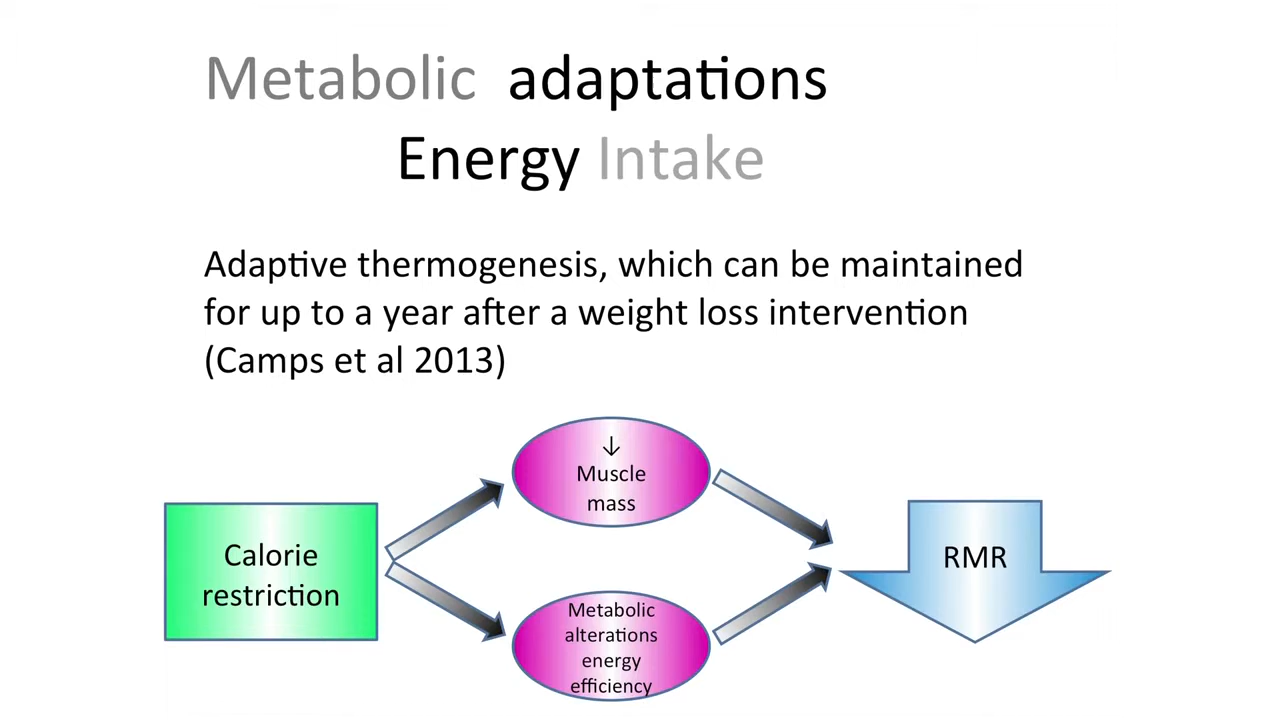 Metabolic adaptations
Energy Intake
Adaptive thermogenesis, which can be maintained
for up to a year after a weight loss intervention
(Camps et al 2013)
Calorie
restriction
↓
Muscle
mass
Metabolic
alterations
energy
efficiency
RMR